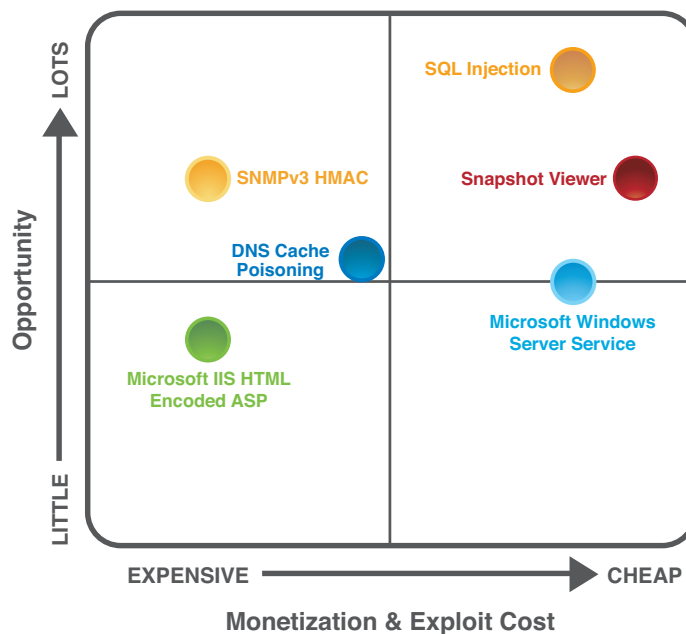 LOTS
Opportunity
LITTLE
SQL Injection
SNMPv3 HMAC
Snapshot Viewer
DNS Cache
Poisoning
Microsoft Windows
Server Service
Microsoft IIS HTML
Encoded ASP
EXPENSIVE
CHEAP
Monetization & Exploit Cost